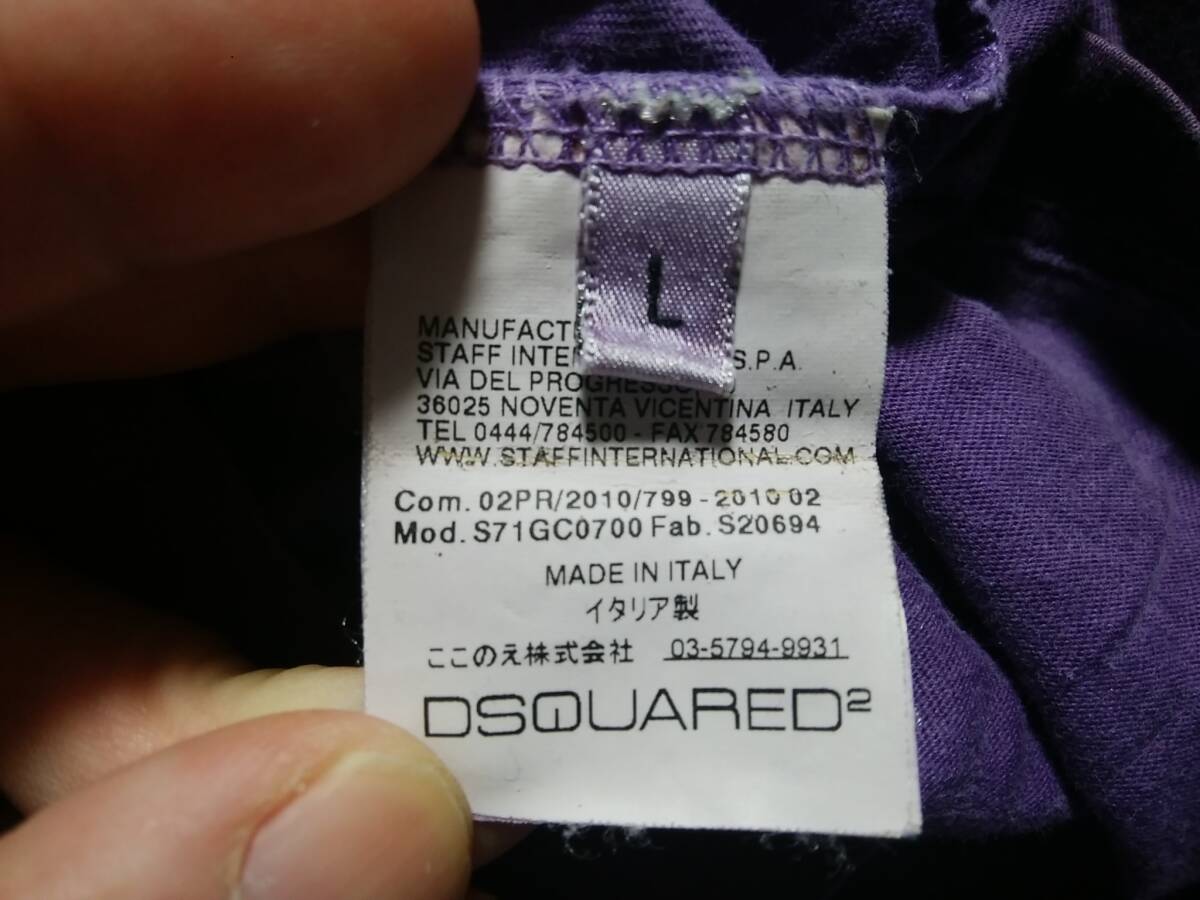 L
MANUFACT
STAFF INTER S.P.A.
VIA DEL PROGRESSO
36025 NOVENTA VICENTINA ITALY
TEL 0444/784500 - FAX 784580
WWW.STAFFINTERNATIONAL.COM
Com. 02PR/2010/799 - 2010 02
Mod. S71GC0700 Fab. S20694
MADE IN ITALY
イタリア製
ここのえ株式会社 03-5794-9931
DSQUARED2